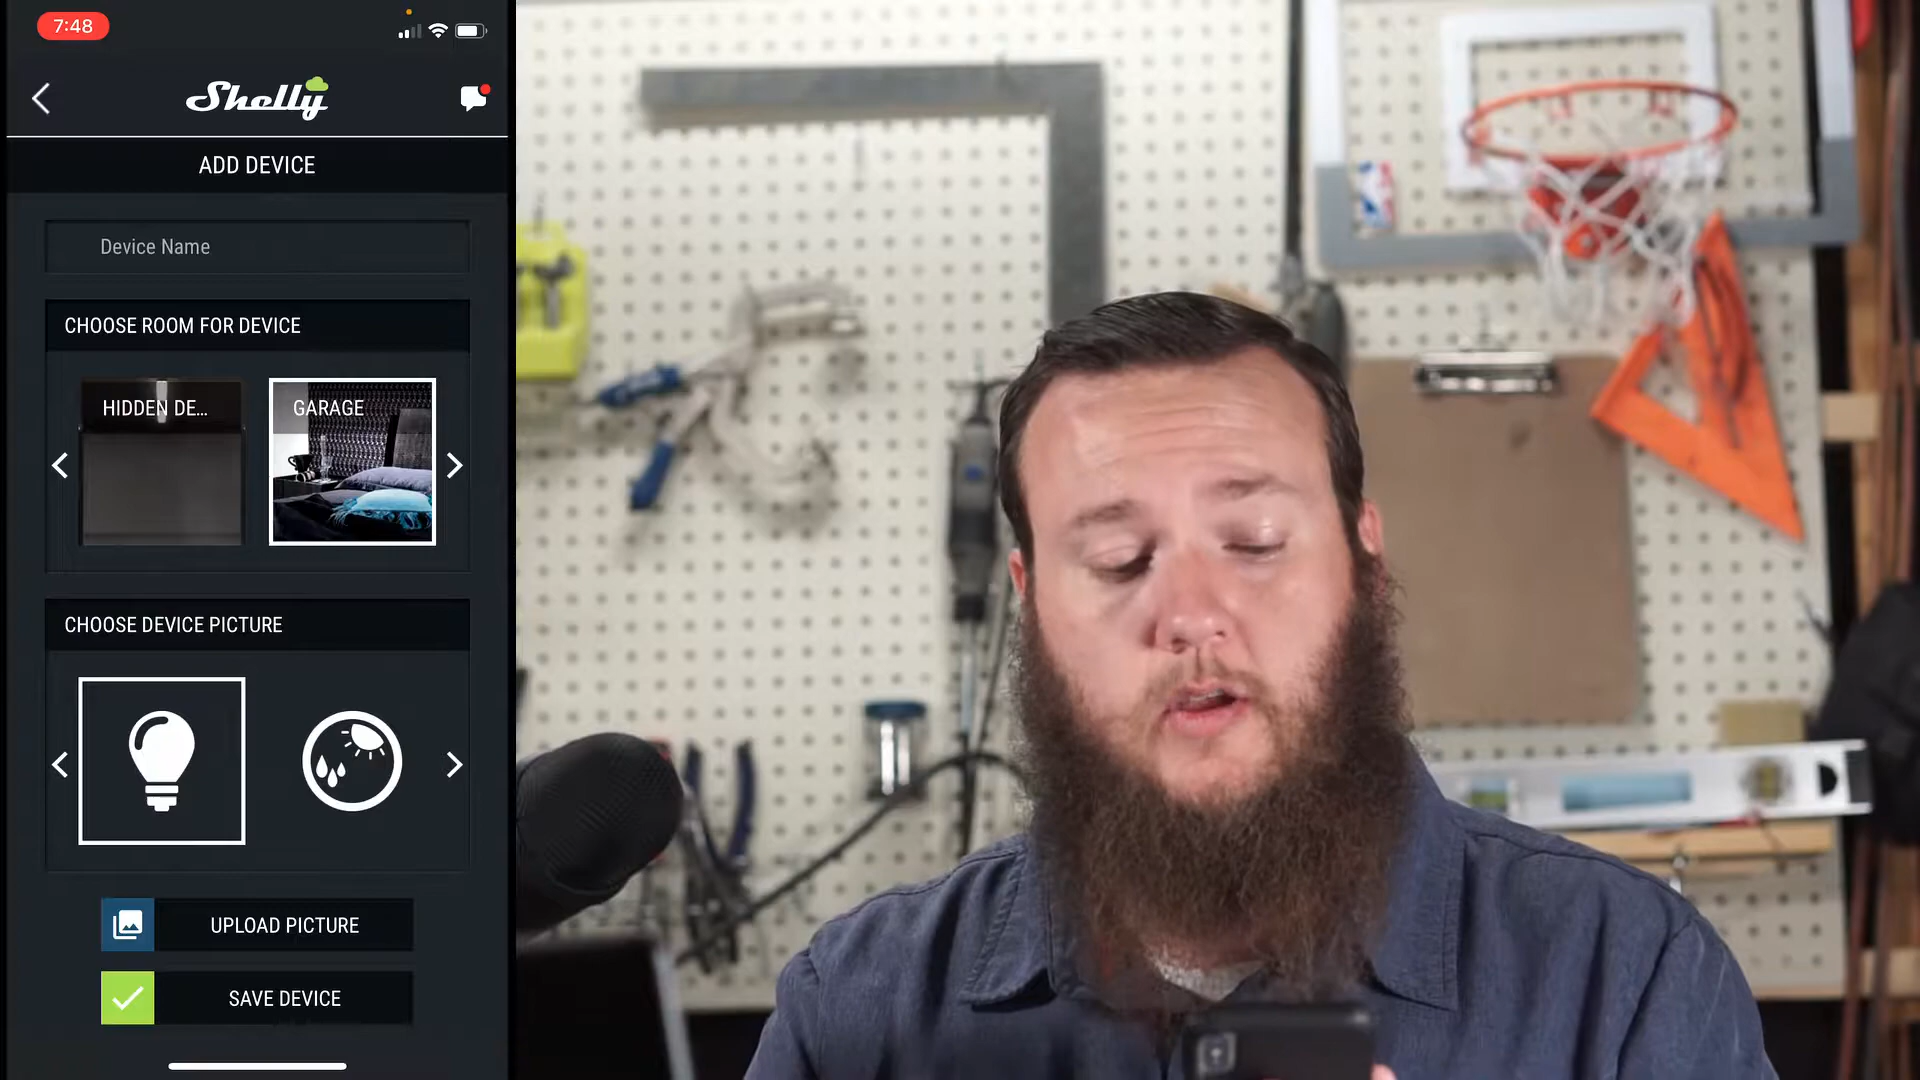 7:48
Shelly
ADD DEVICE
Device Name
CHOOSE ROOM FOR DEVICE
HIDDEN DE...
GARAGE
CHOOSE DEVICE PICTURE
UPLOAD PICTURE
SAVE DEVICE